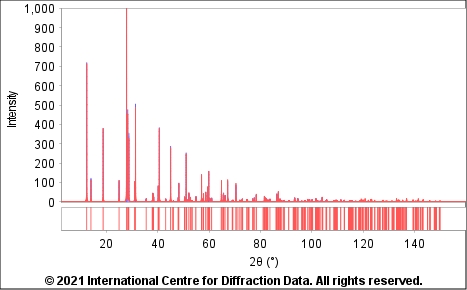 1,000
900
800
700
600
500
400
300
200
100
0
Intensity
20 40 60 80 100 120 140
2θ (°)
© 2021 International Centre for Diffraction Data. All rights reserved.